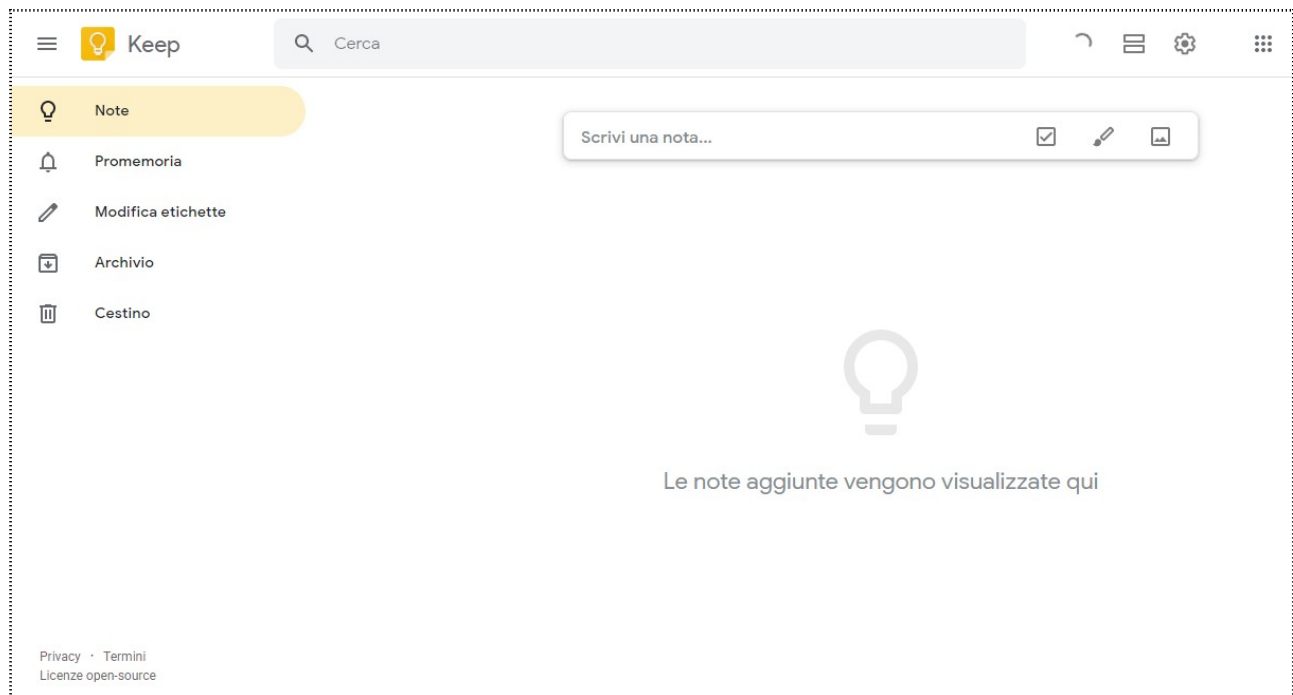 Keep
Cerca
Note
Scrivi una nota...
Promemoria
Modifica etichette
Archivio
Cestino
Le note aggiunte vengono visualizzate qui
Privacy · Termini
Licenze open-source